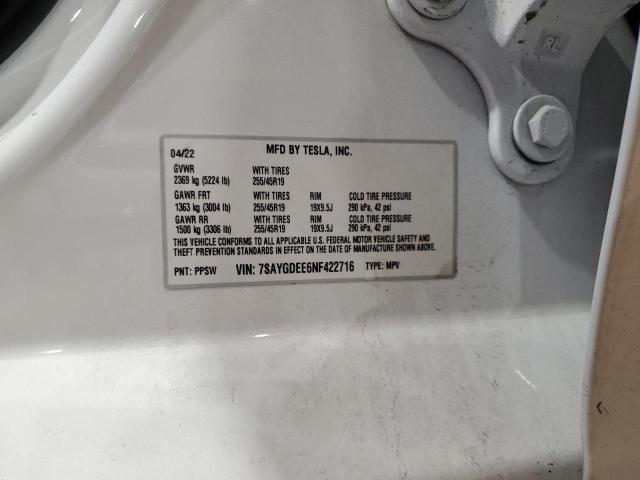 RL
04/22 MFD BY TESLA, INC.
GVWR WITH TIRES
2369 kg (5224 lb) 255/45R19
GAWR FRT WITH TIRES RIM COLD TIRE PRESSURE
1363 kg (3004 lb) 255/45R19 19X9.5J 290 kPa, 42 psi
GAWR RR WITH TIRES RIM COLD TIRE PRESSURE
1500 kg (3306 lb) 255/45R19 19X9.5J 290 kPa, 42 psi
THIS VEHICLE CONFORMS TO ALL APPLICABLE U.S. FEDERAL MOTOR VEHICLE SAFETY AND
THEFT PREVENTION STANDARDS IN EFFECT ON THE DATE OF MANUFACTURE SHOWN ABOVE.
PNT: PPSW VIN: 7SAYGDEE6NF422716 TYPE: MPV